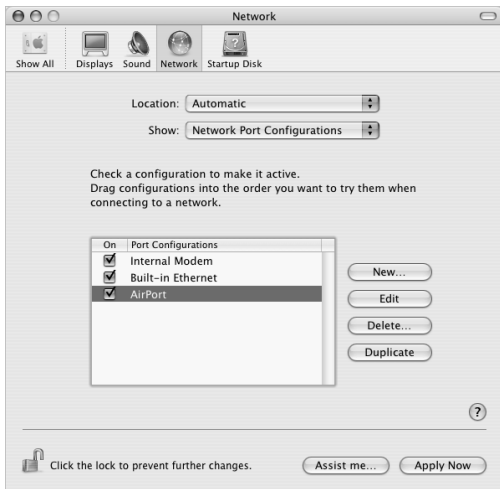 Network
Show All Displays Sound Network Startup Disk
Location: Automatic
Show: Network Port Configurations
Check a configuration to make it active.
Drag configurations into the order you want to try them when
connecting to a network.
On Port Configurations
Internal Modem
Built-in Ethernet
AirPort
New...
Edit
Delete...
Duplicate
?
Click the lock to prevent further changes.
Assist me...
Apply Now